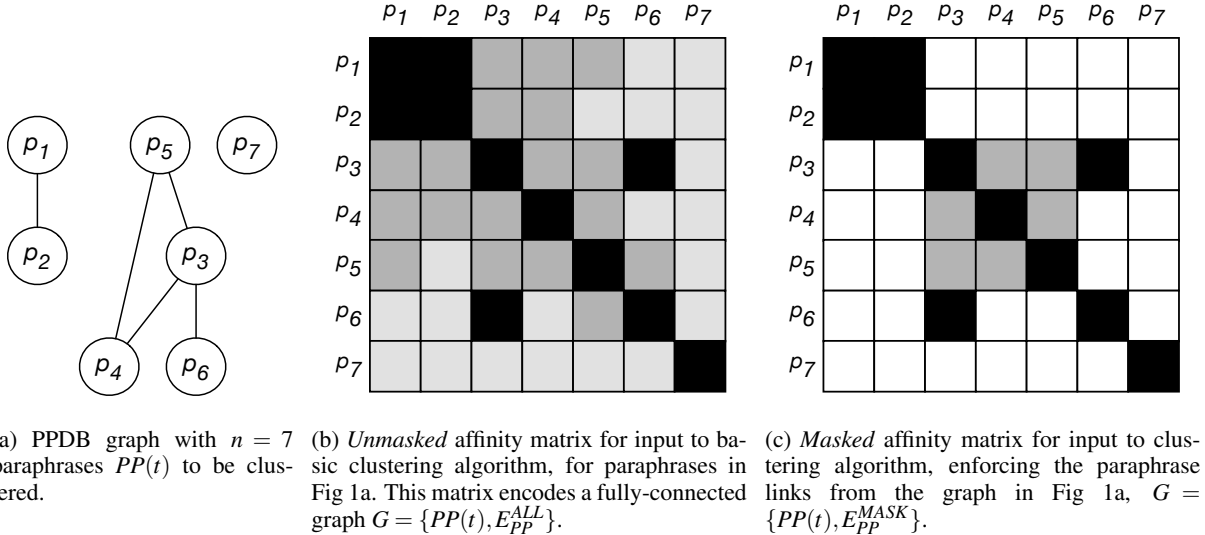 p1
p5
p7
p2
p3
p4
p6
p1 p2 p3 p4 p5 p6 p7
p1
p2
p3
p4
p5
p6
p7
p1 p2 p3 p4 p5 p6 p7
p1
p2
p3
p4
p5
p6
p7
a) PPDB graph with n = 7
paraphrases PP(t) to be clus-
ered.
(b) Unmasked affinity matrix for input to ba-
sic clustering algorithm, for paraphrases in
Fig 1a. This matrix encodes a fully-connected
graph G = {PP(t), E_PP^ALL}.
(c) Masked affinity matrix for input to clus-
tering algorithm, enforcing the paraphrase
links from the graph in Fig 1a, G =
{PP(t), E_PP^MASK}.